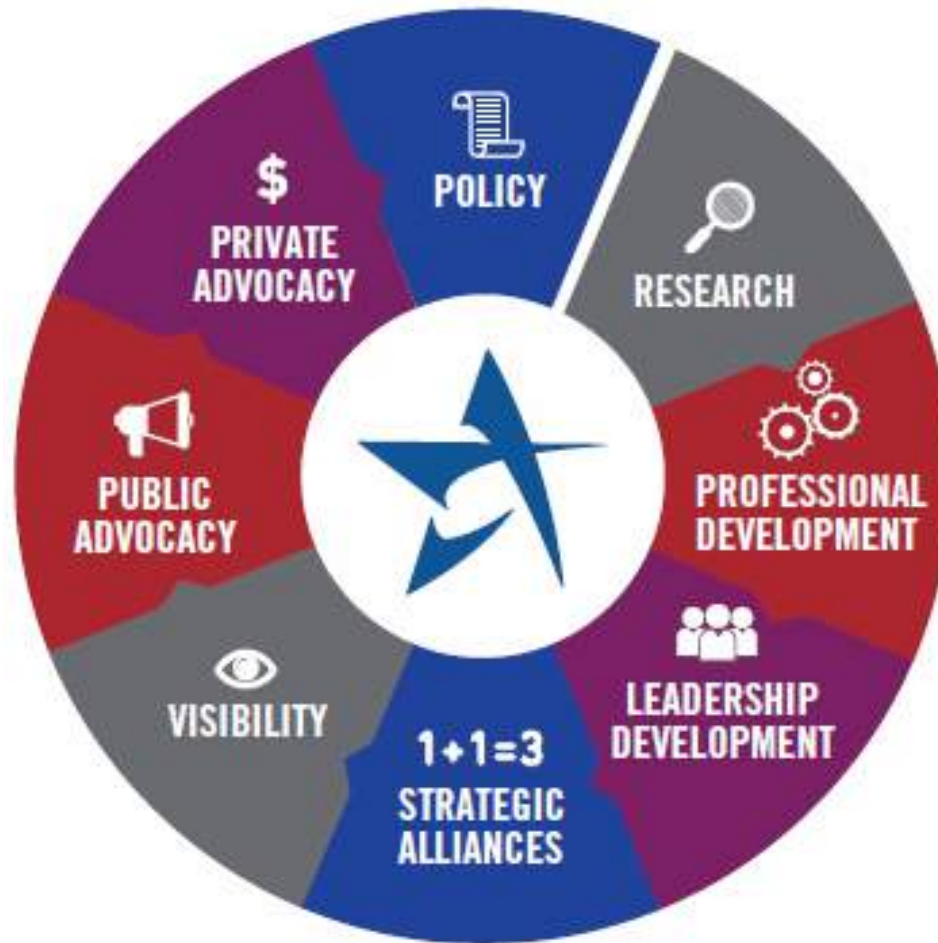 POLICY
RESEARCH
PROFESSIONAL
DEVELOPMENT
LEADERSHIP
DEVELOPMENT
1+1=3
STRATEGIC
ALLIANCES
VISIBILITY
PUBLIC
ADVOCACY
$
PRIVATE
ADVOCACY